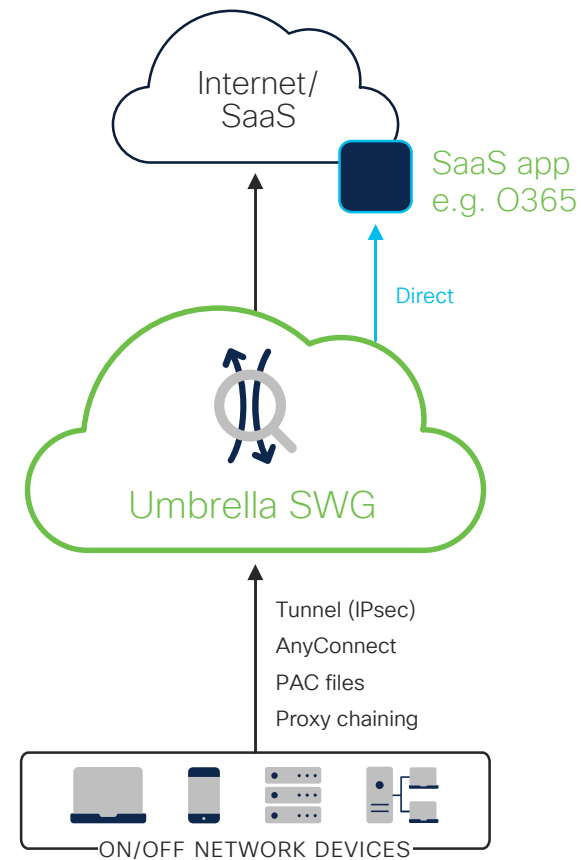 Internet/
SaaS
SaaS app
e.g. O365
Direct
Umbrella SWG
Tunnel (IPsec)
AnyConnect
PAC files
Proxy chaining
ON/OFF NETWORK DEVICES